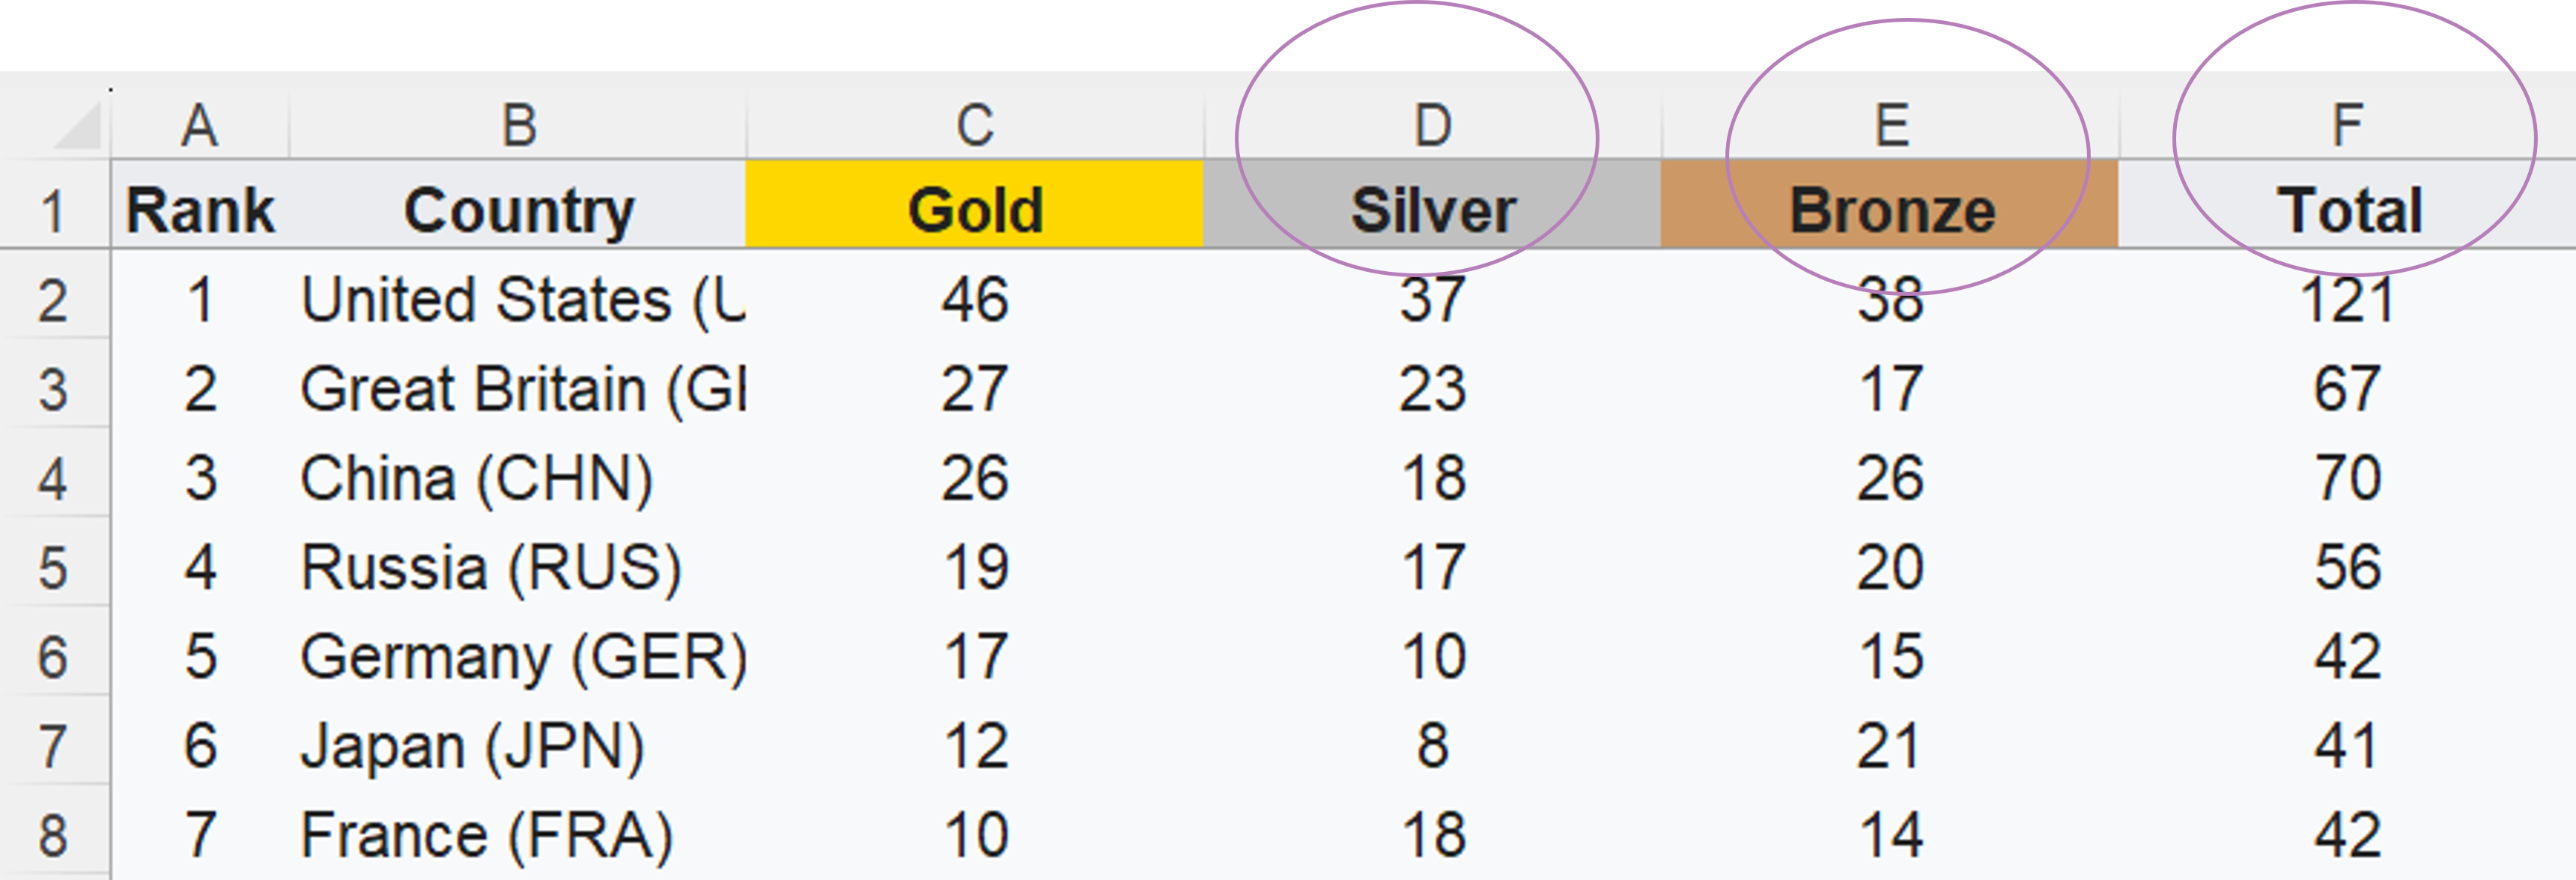 A B C D E F
1 Rank Country Gold Silver Bronze Total
2 1 United States (U 46 37 38 121
3 2 Great Britain (G 27 23 17 67
4 3 China (CHN) 26 18 26 70
5 4 Russia (RUS) 19 17 20 56
6 5 Germany (GER) 17 10 15 42
7 6 Japan (JPN) 12 8 21 41
8 7 France (FRA) 10 18 14 42